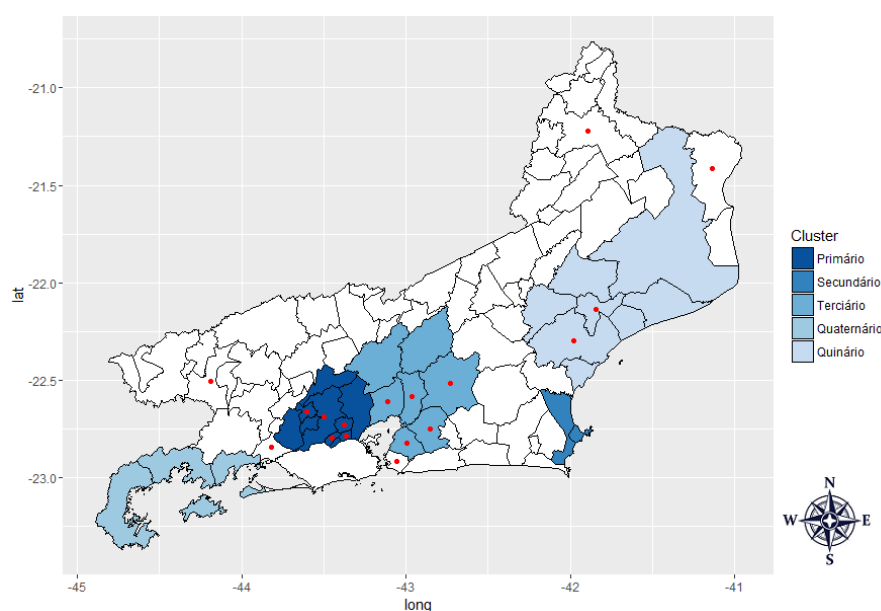 -21.0
-21.5
-22.0
-22.5
-23.0
lat
-45
-44
-43
-42
-41
long
Cluster
Primário
Secundário
Terciário
Quaternário
Quinário
N
W
E
S